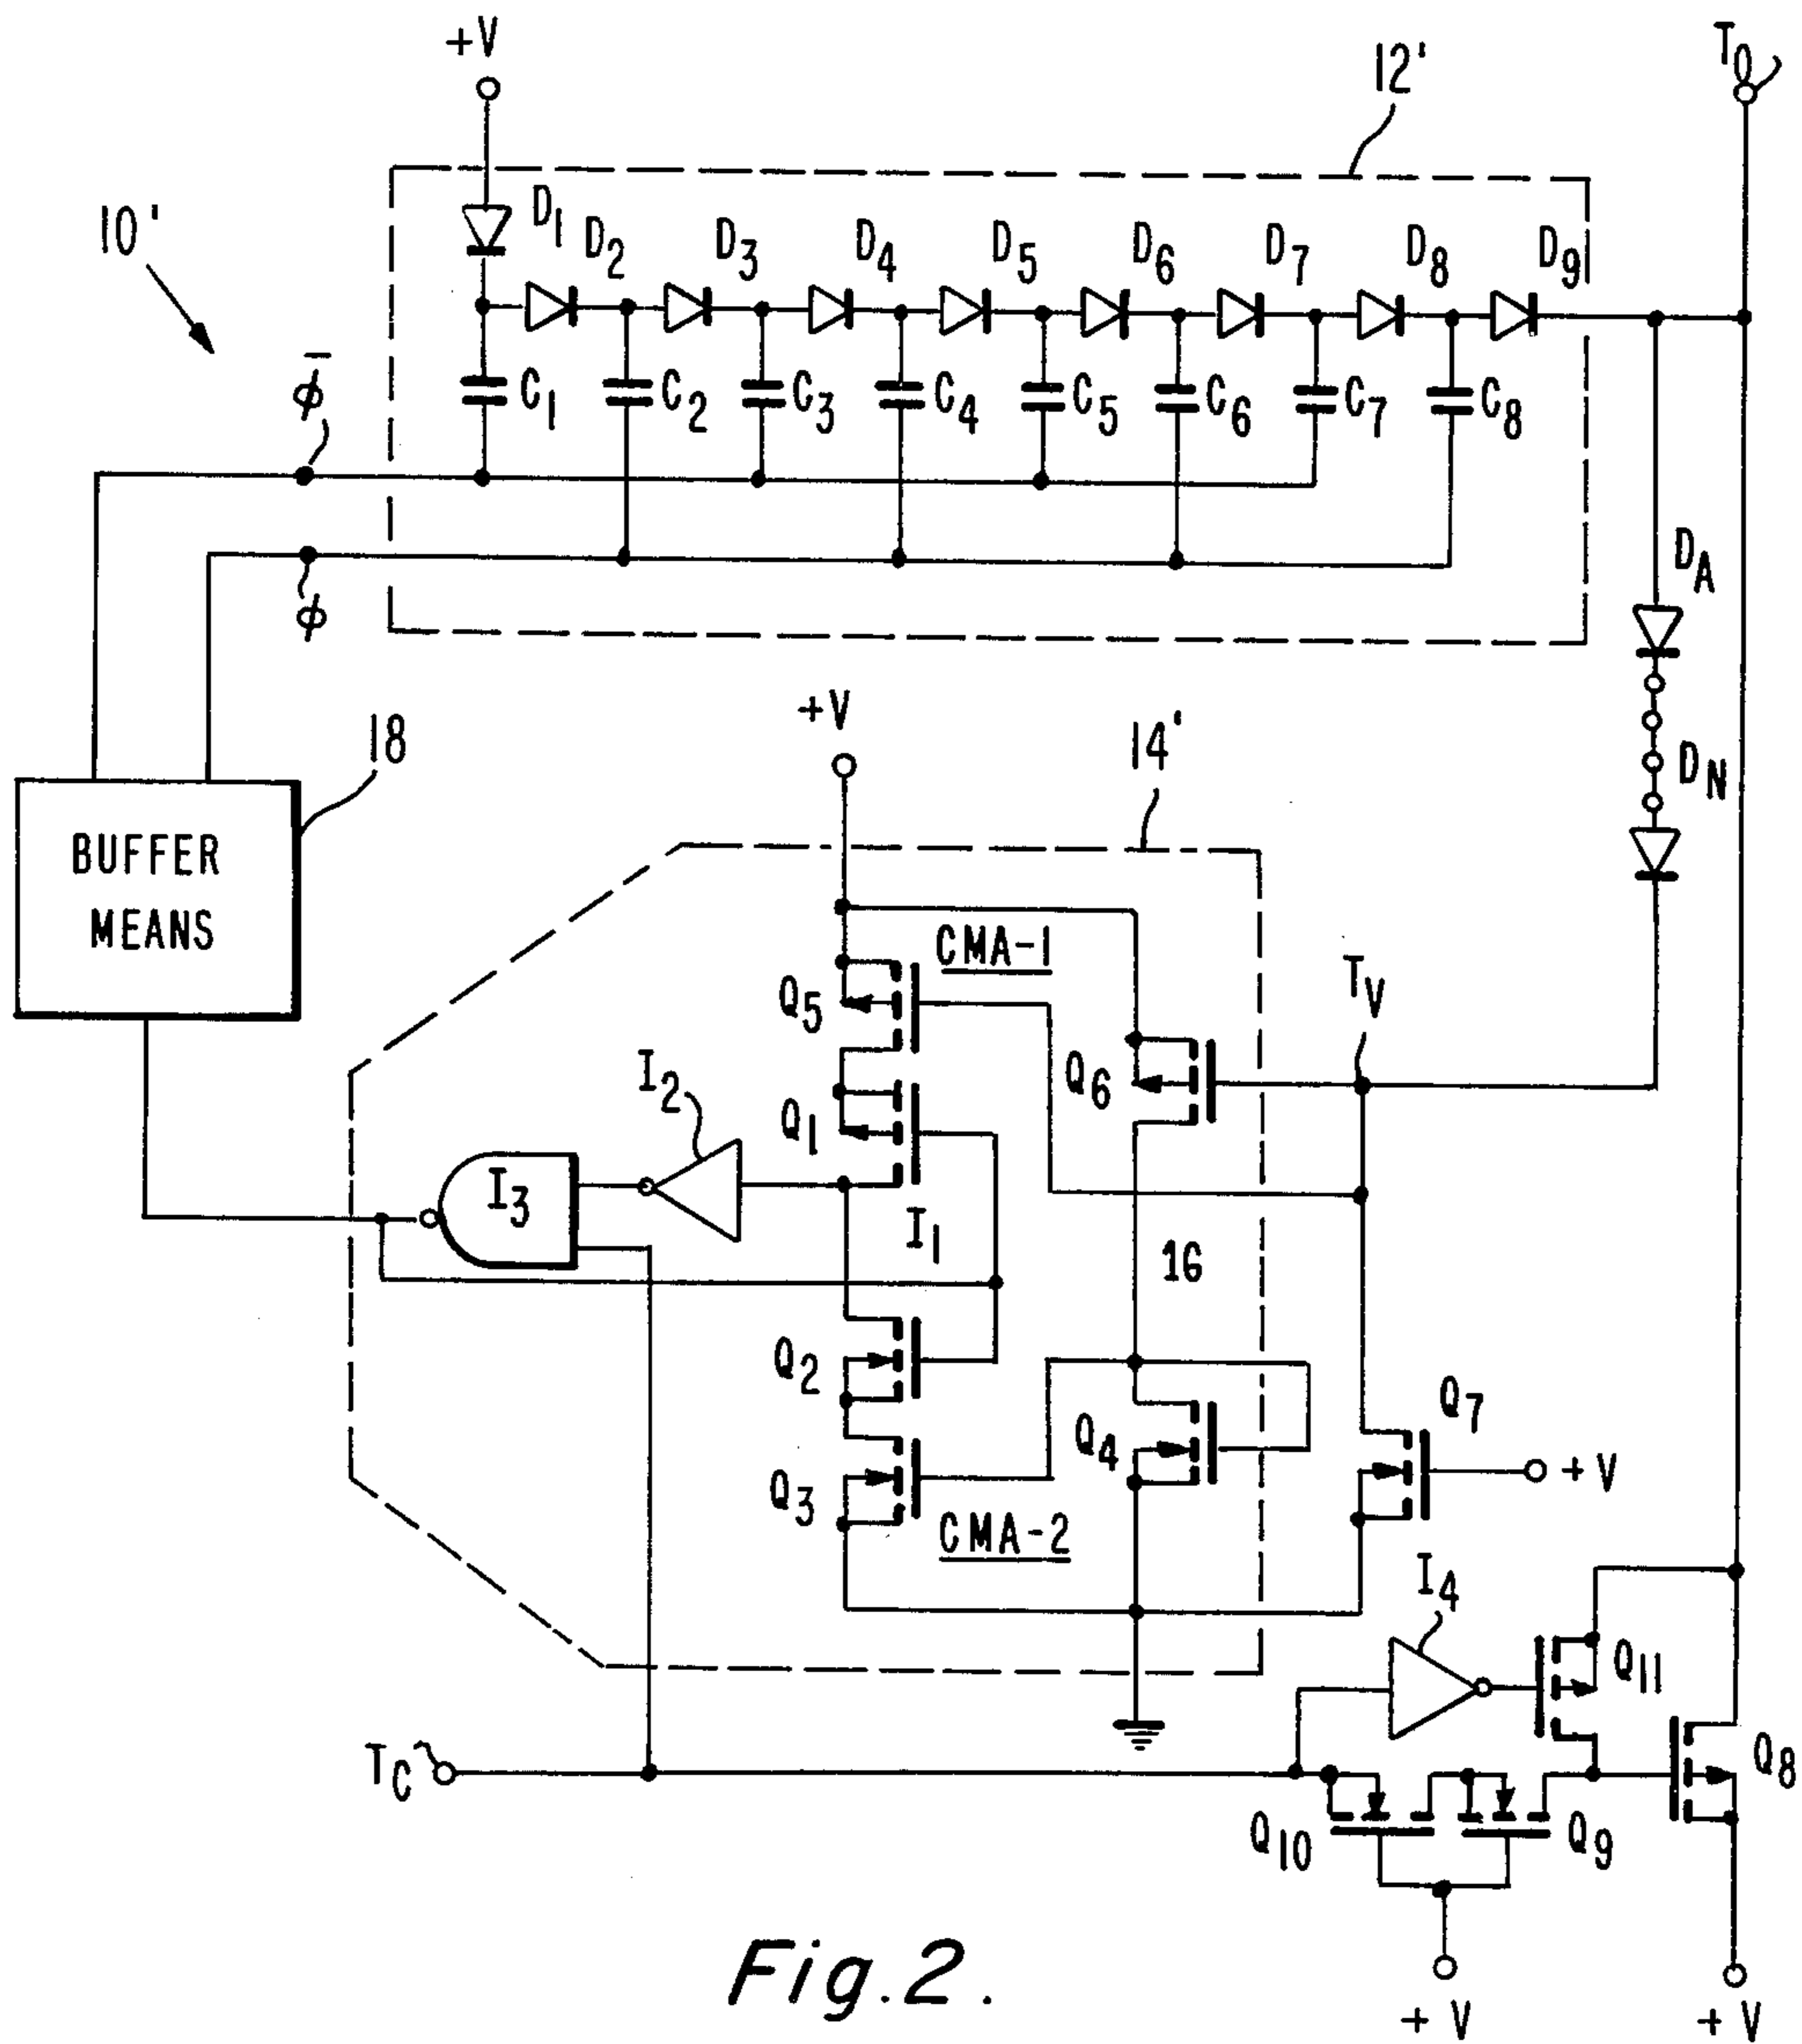 +V
12'
T0
10'
D1
D2
D3
D4
D5
D6
D7
D8
D9
φ̅
C1
C2
C3
C4
C5
C6
C7
C8
φ
DA
DN
18
BUFFER
MEANS
+V
14'
CMA-1
Q5
TV
Q6
I2
Q1
I3
I1
16
Q2
Q7
Q4
+V
Q3
CMA-2
I4
Q11
TC
Q8
Q10
Q9
+V
+V
Fig.2.